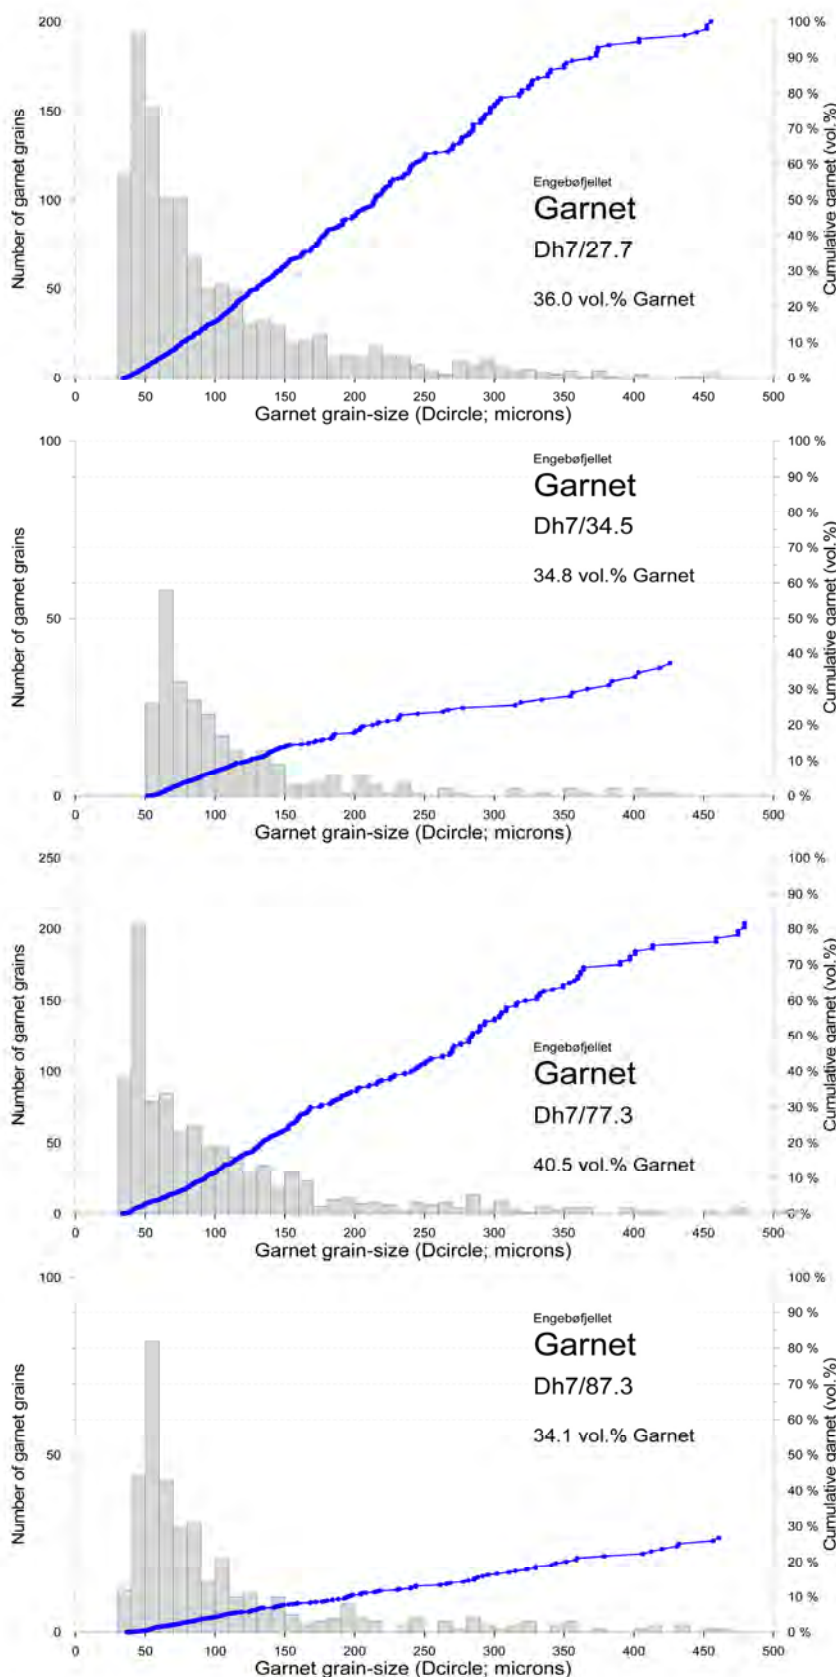 200
150
100
50
0
Number of garnet grains
100 %
90 %
80 %
70 %
60 %
50 %
40 %
30 %
20 %
10 %
0 %
Cumulative garnet (vol.%)
Engebøfjellet
Garnet
Dh7/27.7
36.0 vol.% Garnet
0 50 100 150 200 250 300 350 400 450 500
Garnet grain-size (Dcircle; microns)
100
50
0
Number of garnet grains
100 %
90 %
80 %
70 %
60 %
50 %
40 %
30 %
20 %
10 %
0 %
Cumulative garnet (vol.%)
Engebøfjellet
Garnet
Dh7/34.5
34.8 vol.% Garnet
0 50 100 150 200 250 300 350 400 450 500
Garnet grain-size (Dcircle; microns)
250
200
150
100
50
0
Number of garnet grains
100 %
90 %
80 %
70 %
60 %
50 %
40 %
30 %
20 %
10 %
0 %
Cumulative garnet (vol.%)
Engebøfjellet
Garnet
Dh7/77.3
40.5 vol.% Garnet
0 50 100 150 200 250 300 350 400 450 500
Garnet grain-size (Dcircle; microns)
100
50
0
Number of garnet grains
100 %
90 %
80 %
70 %
60 %
50 %
40 %
30 %
20 %
10 %
0 %
Cumulative garnet (vol.%)
Engebøfjellet
Garnet
Dh7/87.3
34.1 vol.% Garnet
0 50 100 150 200 250 300 350 400 450 500
Garnet grain-size (Dcircle; microns)